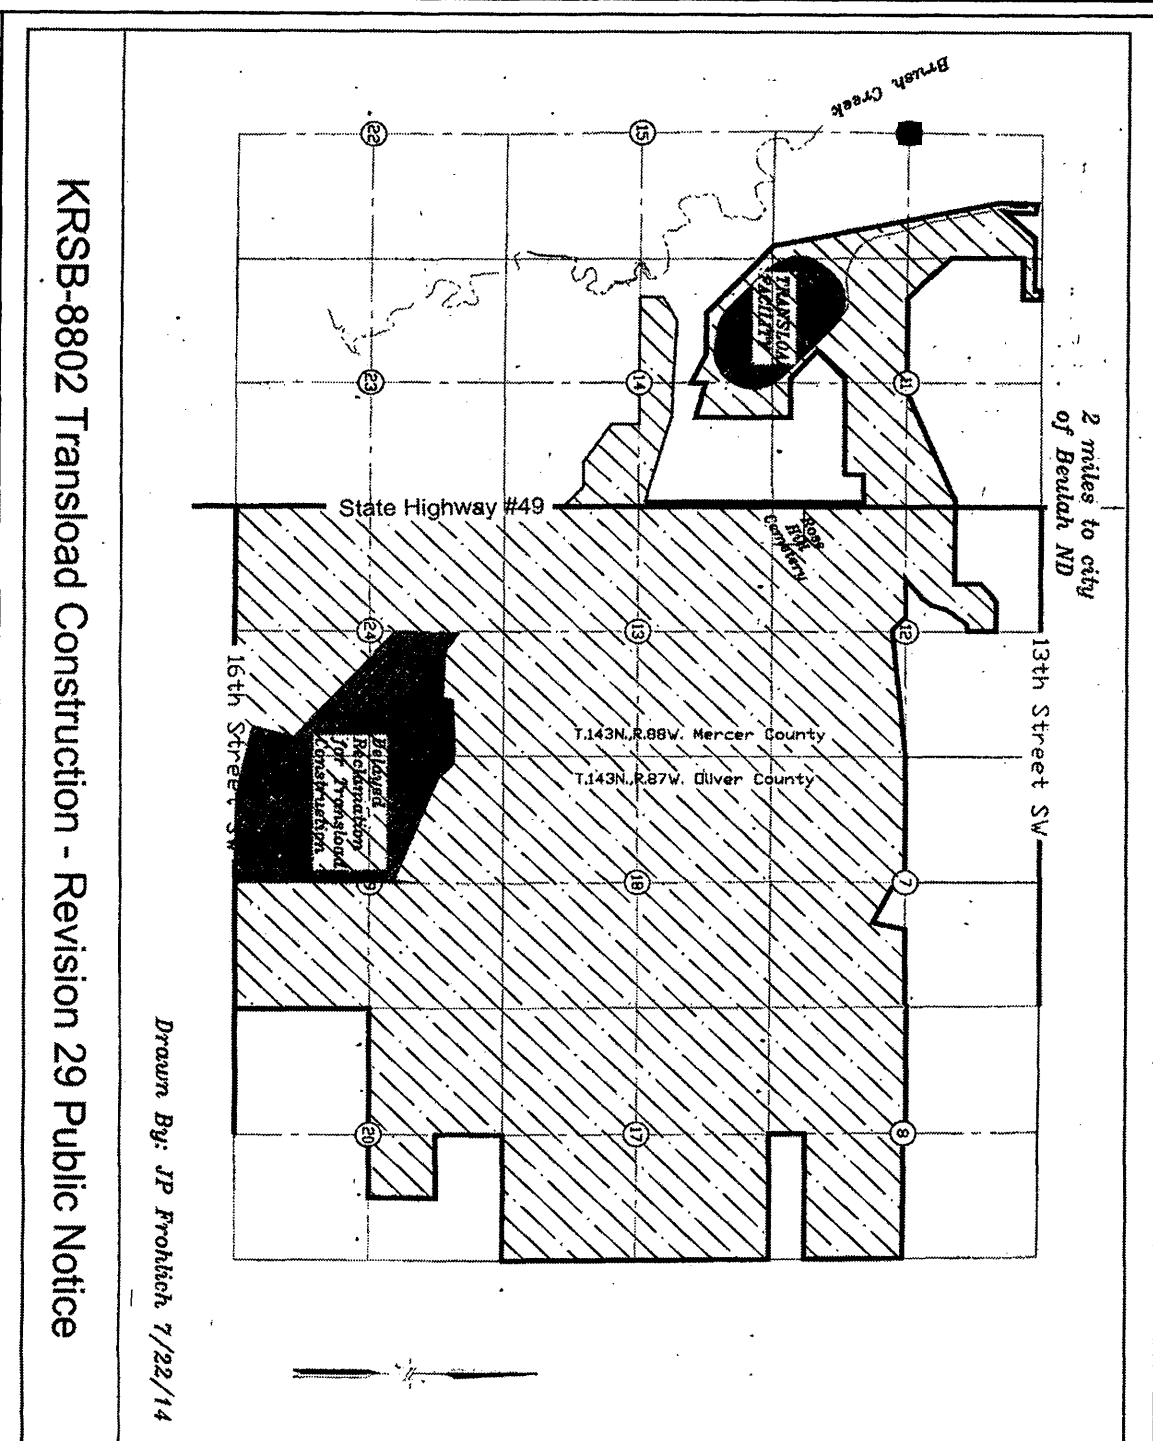 Brush Creek
22
15
TRANSLOAD
FACILITY
23
14
11
2 miles to city
of Beulah ND
State Highway #49
Rose
Hill
Cemetery
24
13
12
13th Street SW
16th Street SW
T.143N.,R.88W. Mercer County
T.143N.,R.87W. Oliver County
Delayed
Reclamation
for Transload
Construction
19
18
7
20
17
8
Drawn By: JP Frohlich 7/22/14
KRSB-8802 Transload Construction - Revision 29 Public Notice